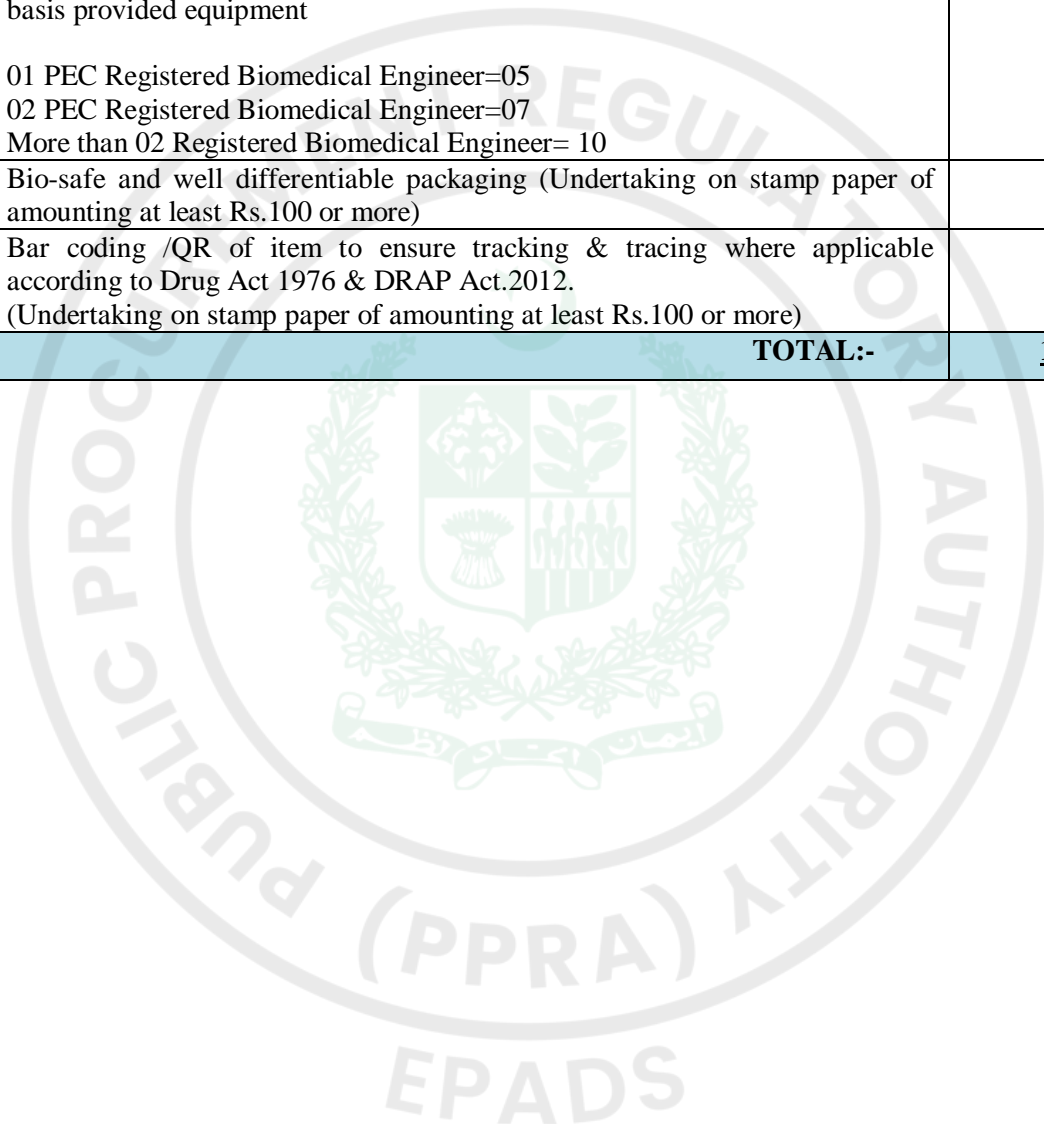 basis provided equipment
01 PEC Registered Biomedical Engineer=05
02 PEC Registered Biomedical Engineer=07
More than 02 Registered Biomedical Engineer= 10
Bio-safe and well differentiable packaging (Undertaking on stamp paper of
amounting at least Rs.100 or more)
Bar coding /QR of item to ensure tracking & tracing where applicable
according to Drug Act 1976 & DRAP Act.2012.
(Undertaking on stamp paper of amounting at least Rs.100 or more)
TOTAL:-
PUBLIC PROCUREMENT REGULATORY AUTHORITY
(PPRA)
EPADS